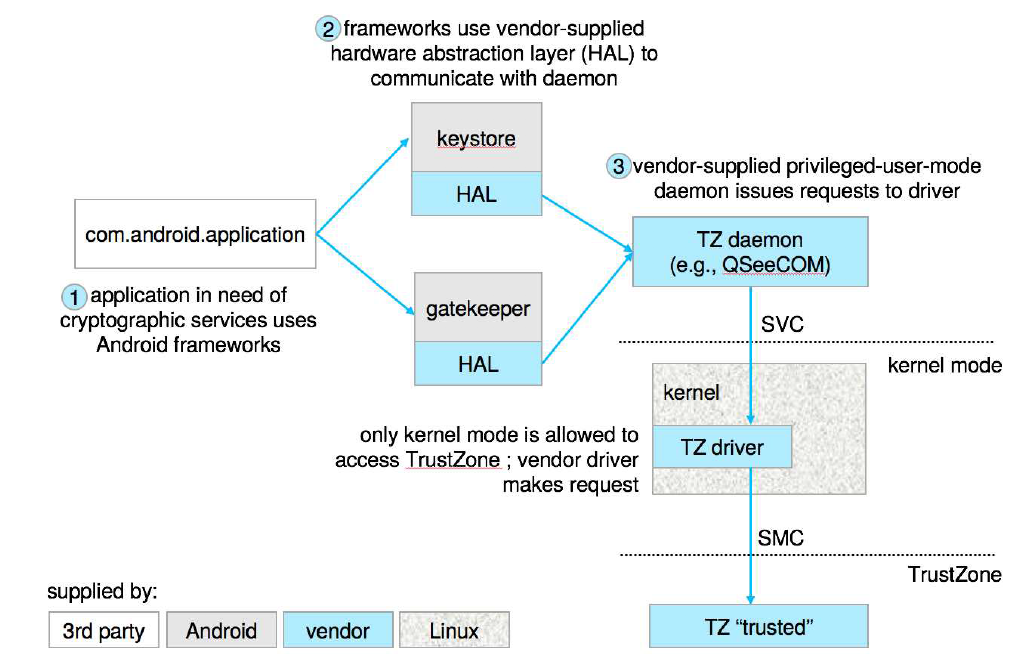 2 frameworks use vendor-supplied
hardware abstraction layer (HAL) to
communicate with daemon
keystore
HAL
3 vendor-supplied privileged-user-mode
daemon issues requests to driver
com.android.application
TZ daemon
(e.g., QSeeCOM)
1 application in need of
cryptographic services uses
Android frameworks
gatekeeper
HAL
SVC
kernel mode
kernel
only kernel mode is allowed to
access TrustZone ; vendor driver
makes request
TZ driver
SMC
TrustZone
supplied by:
3rd party
Android
vendor
Linux
TZ “trusted”